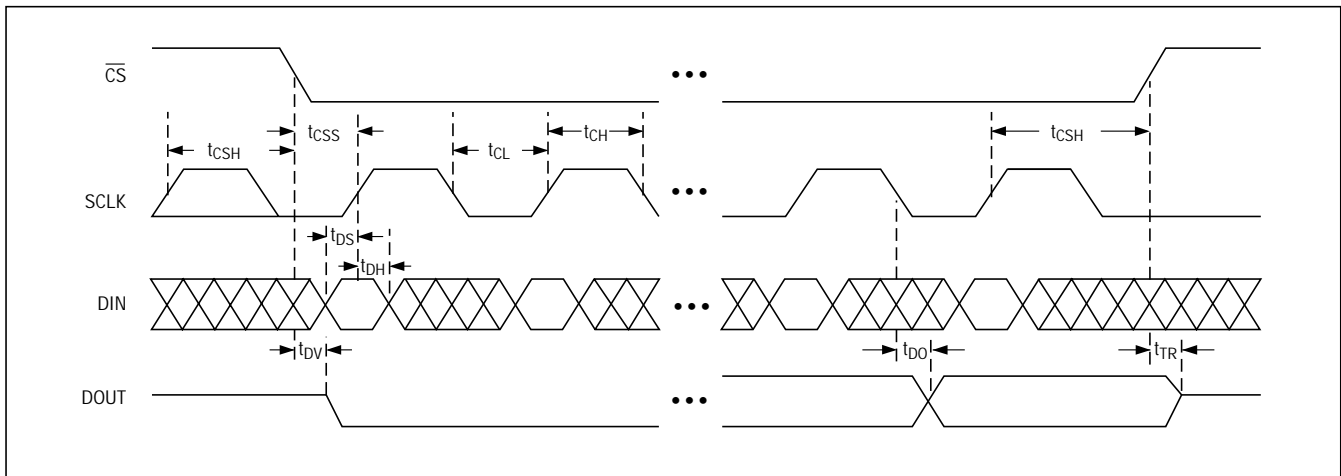 CS
tCSS
tCH
tCSH
tCL
tCSH
SCLK
tDS
tDH
DIN
tDV
tDO
tTR
DOUT